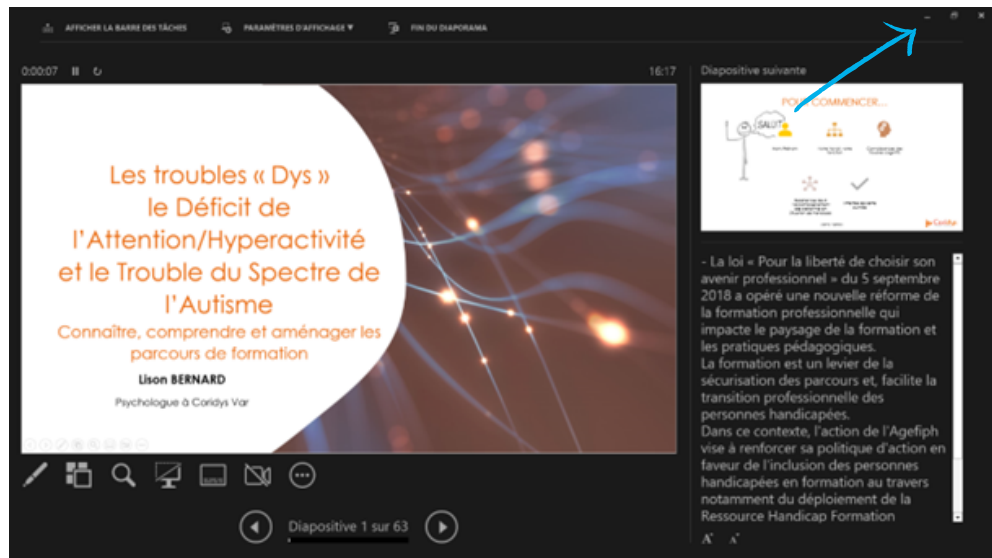 AFFICHER LA BARRE DES TÂCHES
PARAMÈTRES D'AFFICHAGE ▼
FIN DU DIAPORAMA
0:00:07
16:17
Les troubles « Dys »
le Déficit de
l'Attention/Hyperactivité
et le Trouble du Spectre de
l'Autisme
Connaître, comprendre et aménager les
parcours de formation
Lison BERNARD
Psychologue à Coridys Var
Diapositive 1 sur 63
Diapositive suivante
POUR COMMENCER...
SALUT
Coridys
- La loi « Pour la liberté de choisir son
avenir professionnel » du 5 septembre
2018 a opéré une nouvelle réforme de
la formation professionnelle qui
impacte le paysage de la formation et
les pratiques pédagogiques.
La formation est un levier de la
sécurisation des parcours et, facilite la
transition professionnelle des
personnes handicapées.
Dans ce contexte, l'action de l'Agefiph
vise à renforcer sa politique d'action en
faveur de l'inclusion des personnes
handicapées en formation au travers
notamment du déploiement de la
Ressource Handicap Formation
A A